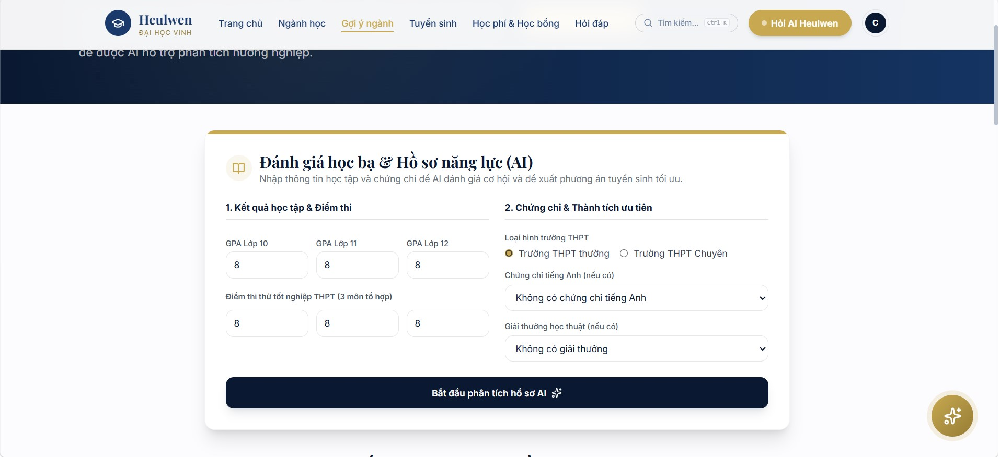 Heulwen
ĐẠI HỌC VINH
Trang chủ
Ngành học
Gợi ý ngành
Tuyển sinh
Học phí & Học bổng
Hỏi đáp
Tìm kiếm...
Ctrl K
Hỏi AI Heulwen
C
để được AI hỗ trợ phân tích hướng nghiệp.
Đánh giá học bạ & Hồ sơ năng lực (AI)
Nhập thông tin học tập và chứng chỉ để AI đánh giá cơ hội và đề xuất phương án tuyển sinh tối ưu.
1. Kết quả học tập & Điểm thi
GPA Lớp 10
GPA Lớp 11
GPA Lớp 12
8
8
8
Điểm thi thử tốt nghiệp THPT (3 môn tổ hợp)
8
8
8
2. Chứng chỉ & Thành tích ưu tiên
Loại hình trường THPT
Trường THPT thường
Trường THPT Chuyên
Chứng chỉ tiếng Anh (nếu có)
Không có chứng chỉ tiếng Anh
Giải thưởng học thuật (nếu có)
Không có giải thưởng
Bắt đầu phân tích hồ sơ AI